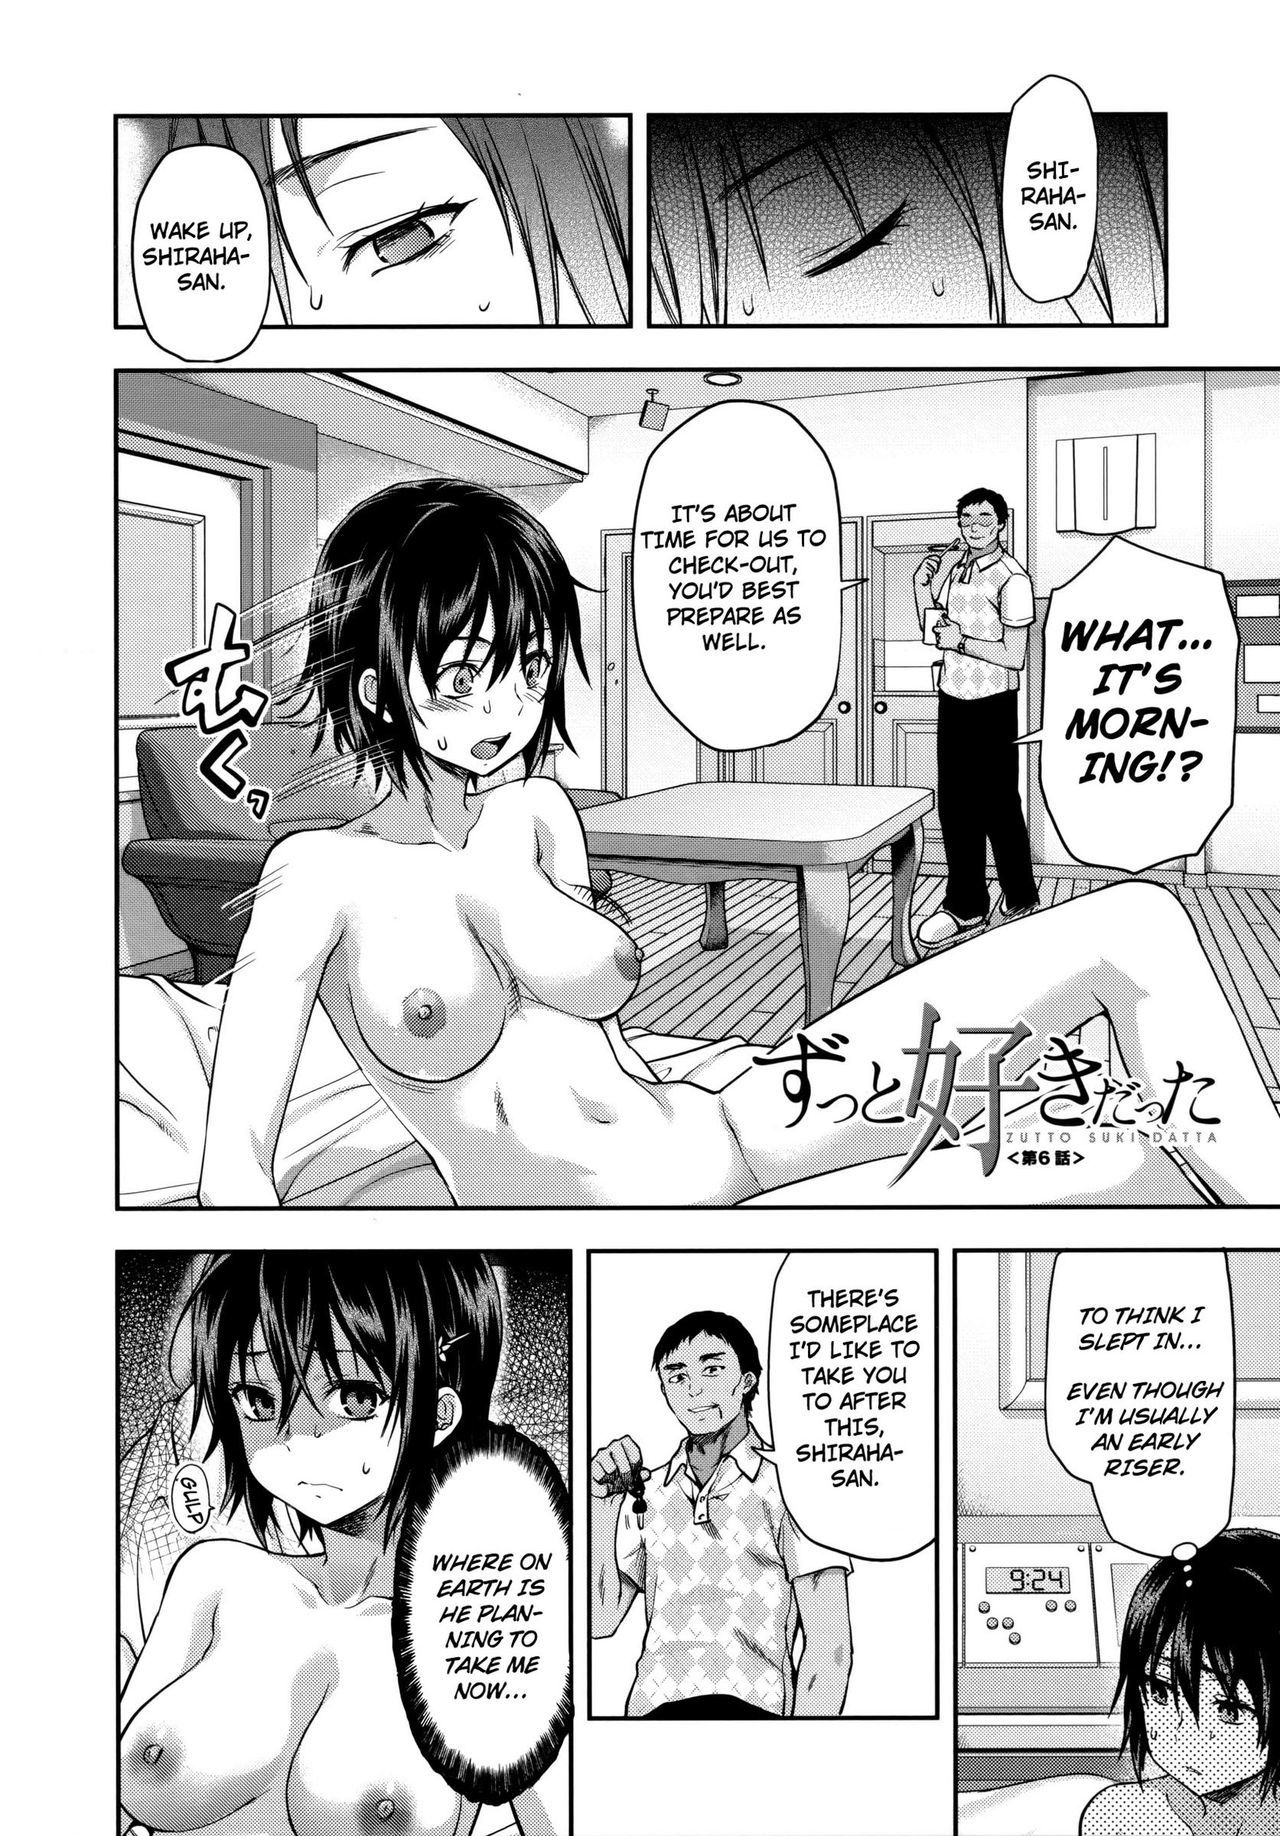 SHI-
RAHA-
SAN.
WAKE UP,
SHIRAHA-
SAN.
WHAT...
IT'S
MORN-
ING!?
IT'S ABOUT
TIME FOR US TO
CHECK-OUT,
YOU'D BEST
PREPARE AS
WELL.
むくっ
ずっと好きだった
ZUTTO SUKI DATTA
<第6話>
TO THINK I
SLEPT IN...
EVEN THOUGH
I'M USUALLY
AN EARLY
RISER.
9:24
THERE'S
SOMEPLACE
I'D LIKE TO
TAKE YOU
TO AFTER
THIS,
SHIRAHA-
SAN.
GULP
WHERE ON
EARTH IS
HE PLAN-
NING TO
TAKE ME
NOW...